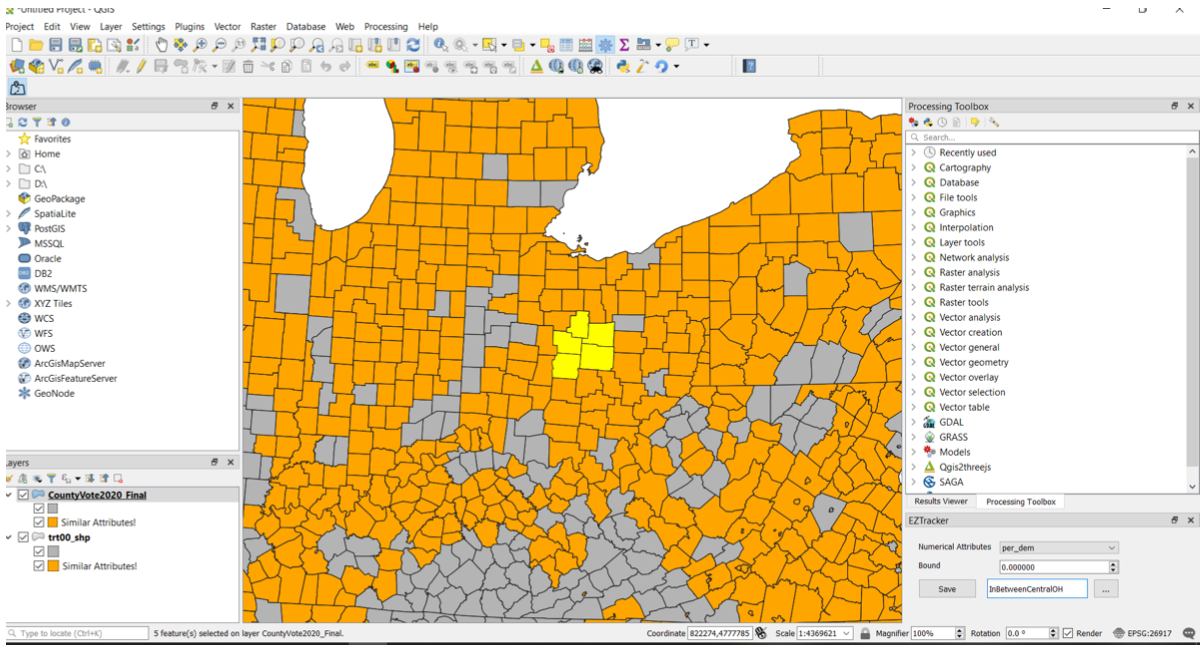 *Untitled Project - QGIS
Project Edit View Layer Settings Plugins Vector Raster Database Web Processing Help
Browser
Favorites
Home
C:\
D:\
GeoPackage
SpatiaLite
PostGIS
MSSQL
Oracle
DB2
WMS/WMTS
XYZ Tiles
WCS
WFS
OWS
ArcGisMapServer
ArcGisFeatureServer
GeoNode
Layers
CountyVote2020_Final
Similar Attributes!
trt00_shp
Similar Attributes!
Processing Toolbox
Search...
Recently used
Cartography
Database
File tools
Graphics
Interpolation
Layer tools
Network analysis
Raster analysis
Raster terrain analysis
Raster tools
Vector analysis
Vector creation
Vector general
Vector geometry
Vector overlay
Vector selection
Vector table
GDAL
GRASS
Models
Qgis2threejs
SAGA
Results Viewer Processing Toolbox
EZTracker
Numerical Attributes per_dem
Bound 0.000000
Save InBetweenCentralOH ...
Type to locate (Ctrl+K) 5 feature(s) selected on layer CountyVote2020_Final. Coordinate 822274,4777785 Scale 1:4369621 Magnifier 100% Rotation 0.0 ° Render EPSG:26917